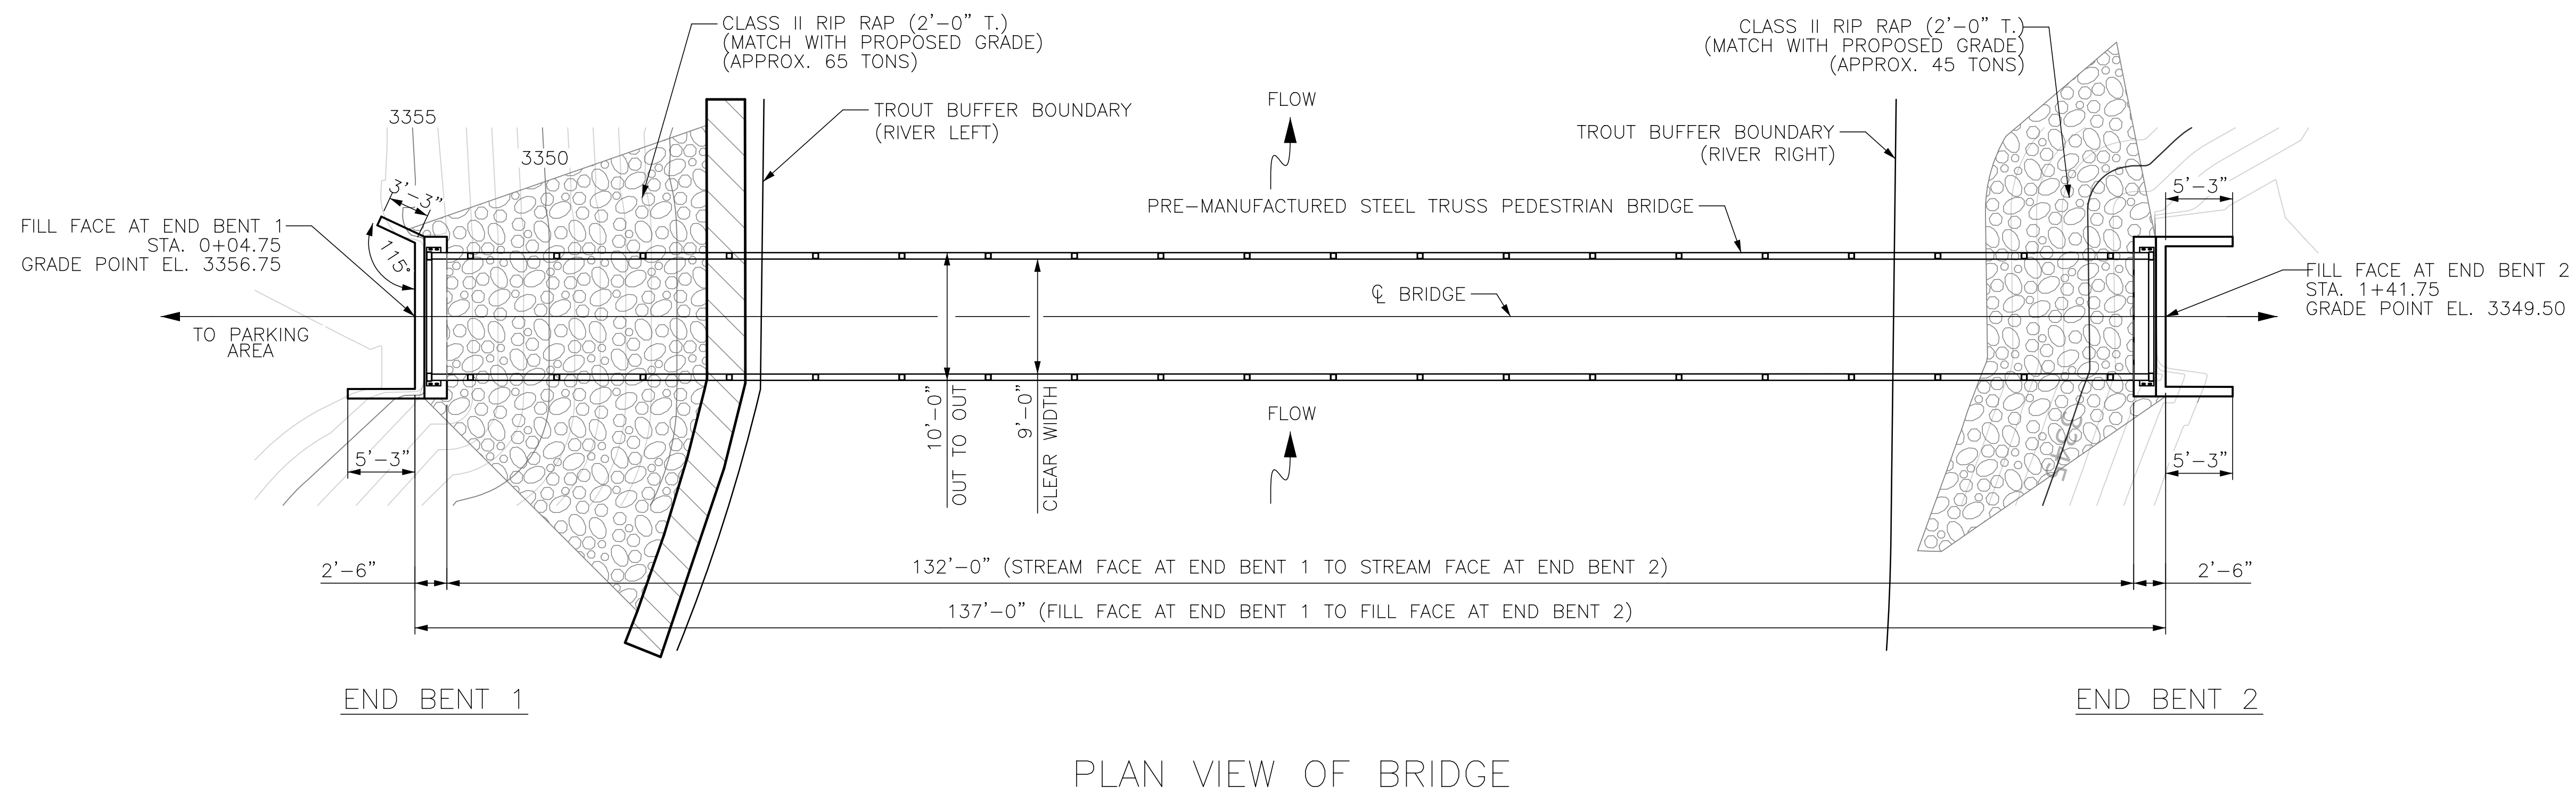 CLASS II RIP RAP (2'-0" T.)
(MATCH WITH PROPOSED GRADE)
(APPROX. 65 TONS)
CLASS II RIP RAP (2'-0" T.)
(MATCH WITH PROPOSED GRADE)
(APPROX. 45 TONS)
TROUT BUFFER BOUNDARY
(RIVER LEFT)
FLOW
TROUT BUFFER BOUNDARY
(RIVER RIGHT)
3355
3350
3'-3"
115°
5'-3"
PRE-MANUFACTURED STEEL TRUSS PEDESTRIAN BRIDGE
FILL FACE AT END BENT 1
STA. 0+04.75
GRADE POINT EL. 3356.75
FILL FACE AT END BENT 2
STA. 1+41.75
GRADE POINT EL. 3349.50
℄ BRIDGE
TO PARKING
AREA
10'-0"
OUT TO OUT
9'-0"
CLEAR WIDTH
FLOW
5'-3"
5'-3"
2'-6"
132'-0" (STREAM FACE AT END BENT 1 TO STREAM FACE AT END BENT 2)
2'-6"
137'-0" (FILL FACE AT END BENT 1 TO FILL FACE AT END BENT 2)
END BENT 1
END BENT 2
PLAN VIEW OF BRIDGE